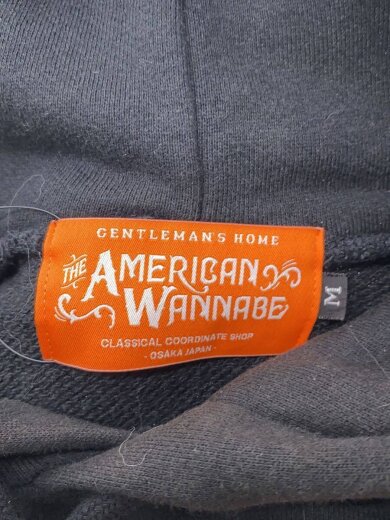 GENTLEMAN'S HOME
THE AMERICAN
WANNABE
CLASSICAL COORDINATE SHOP
- OSAKA JAPAN -
M